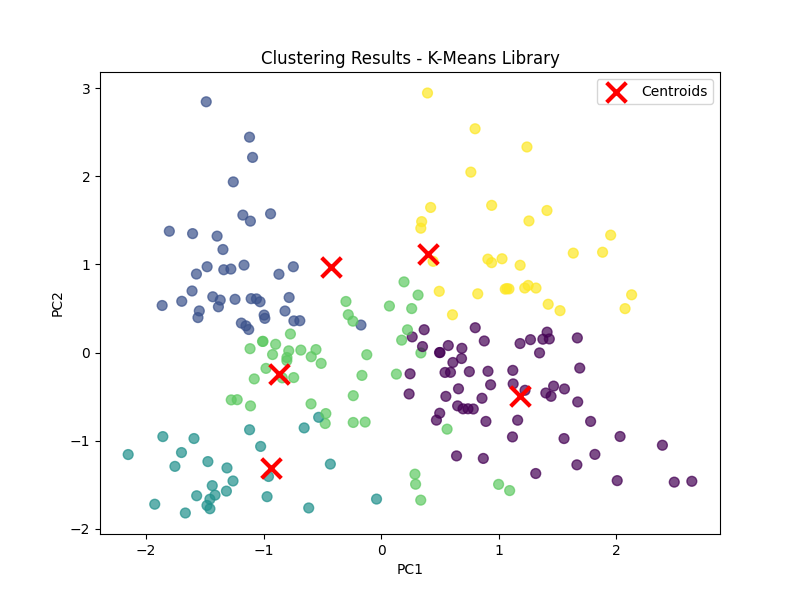 Clustering Results - K-Means Library
Centroids
3
2
1
0
−1
−2
PC2
−2
−1
0
1
2
PC1